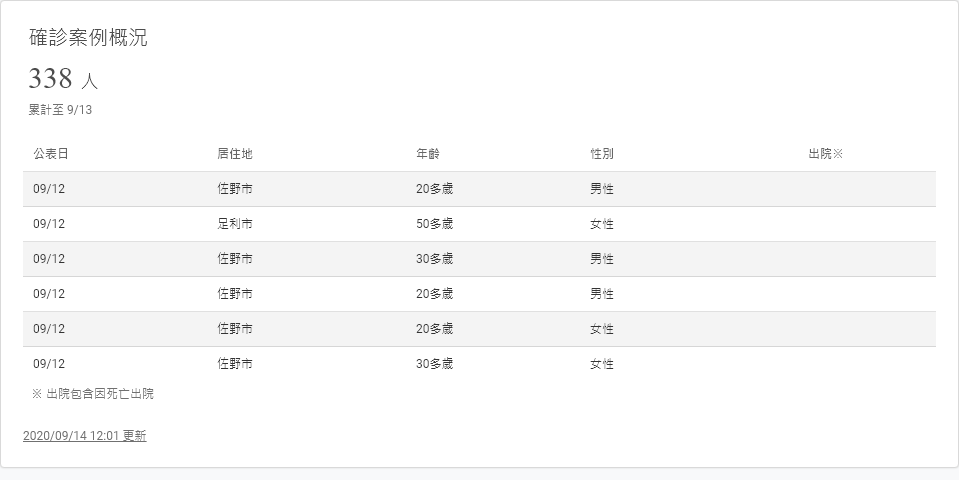 確診案例概況
338 人
累計至 9/13
公表日 居住地 年齡 性別 出院※
09/12 佐野市 20多歲 男性
09/12 足利市 50多歲 女性
09/12 佐野市 30多歲 男性
09/12 佐野市 20多歲 男性
09/12 佐野市 20多歲 女性
09/12 佐野市 30多歲 女性
※ 出院包含因死亡出院
2020/09/14 12:01 更新